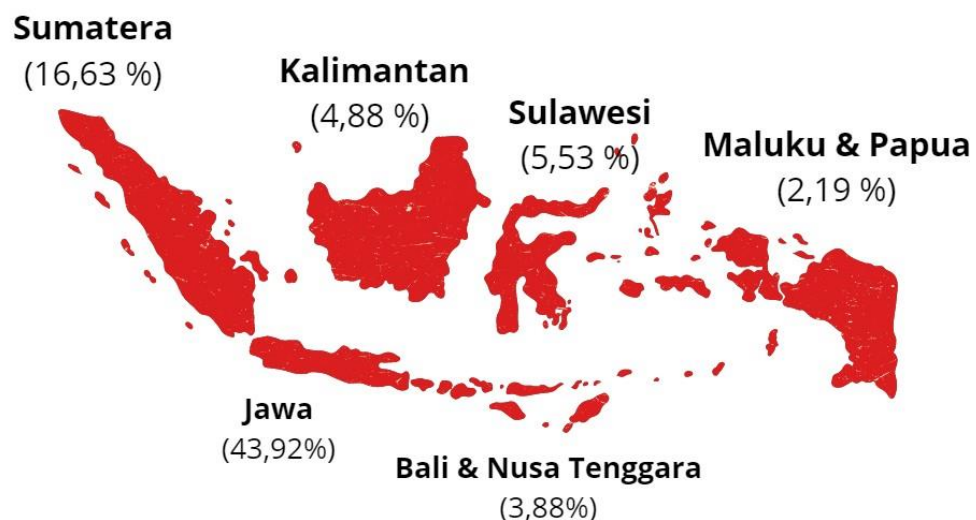 Sumatera
(16,63 %)
Kalimantan
(4,88 %)
Sulawesi
(5,53 %)
Maluku & Papua
(2,19 %)
Jawa
(43,92%)
Bali & Nusa Tenggara
(3,88%)